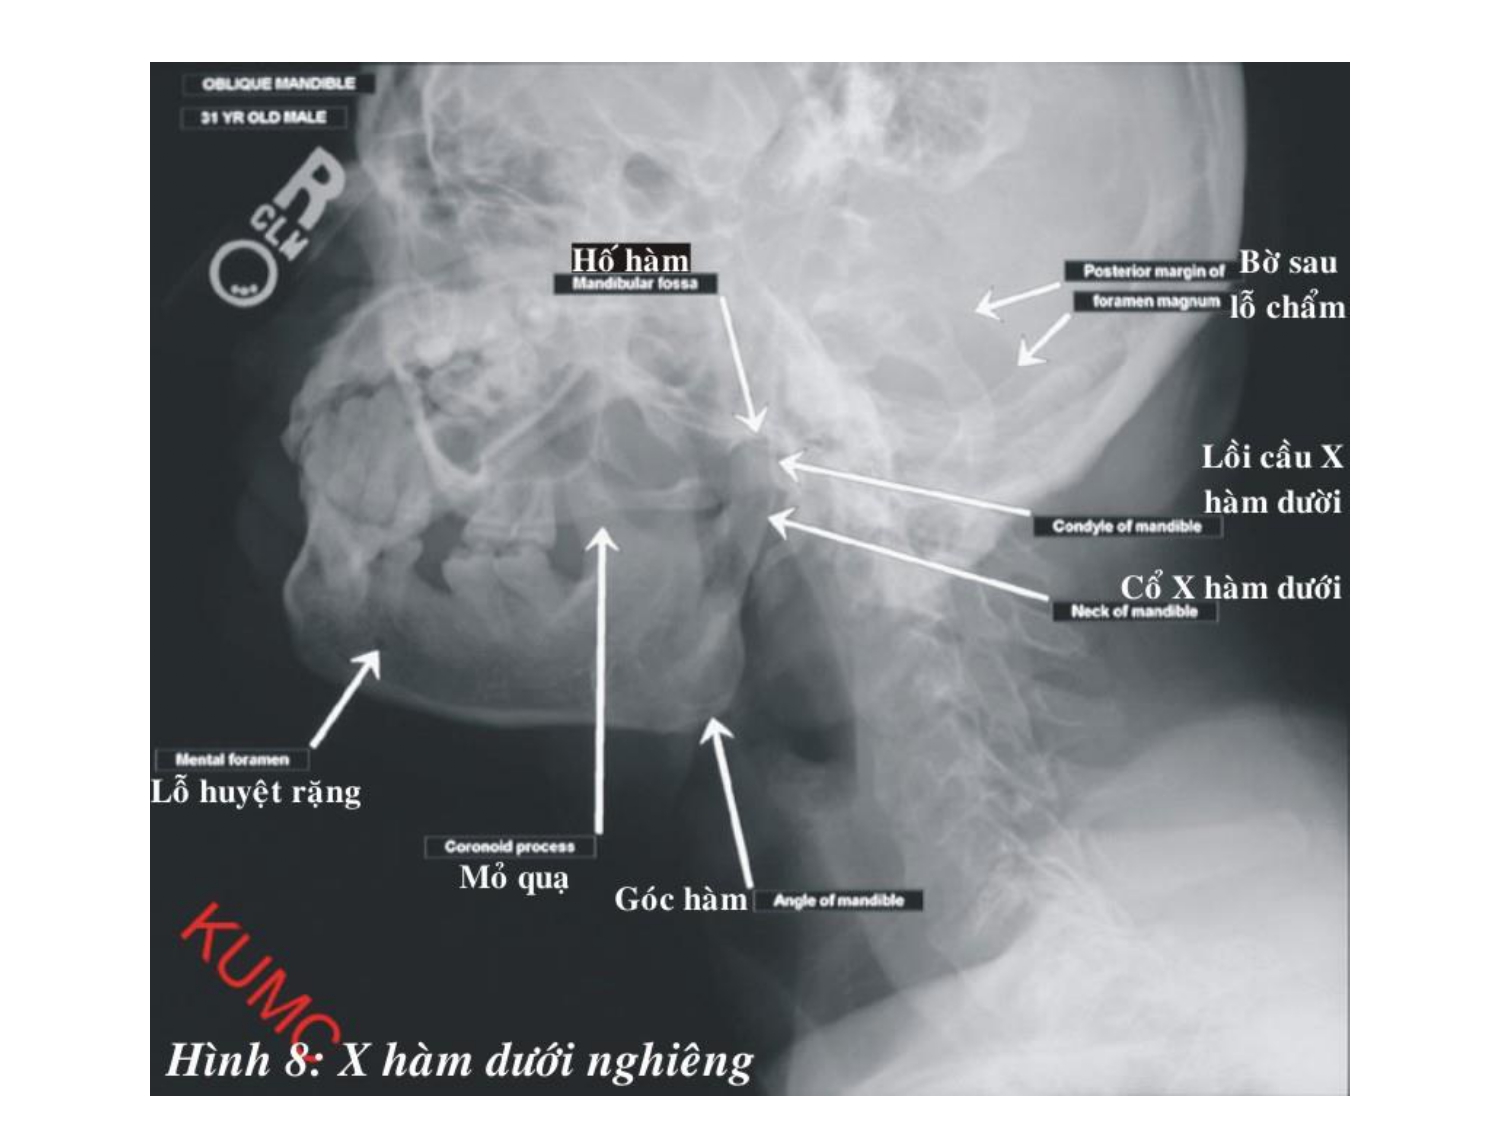 OBLIQUE MANDIBLE
31 YR OLD MALE
R
CLW
Hố hàm
Mandibular fossa
Posterior margin of
foramen magnum
Bờ sau
lỗ chẩm
Lồi cầu X
hàm dười
Condyle of mandible
Cổ X hàm dưới
Neck of mandible
Mental foramen
Lỗ huyệt rặng
Coronoid process
Mỏ quạ
Góc hàm
Angle of mandible
KUMC
Hình 8: X hàm dưới nghiêng